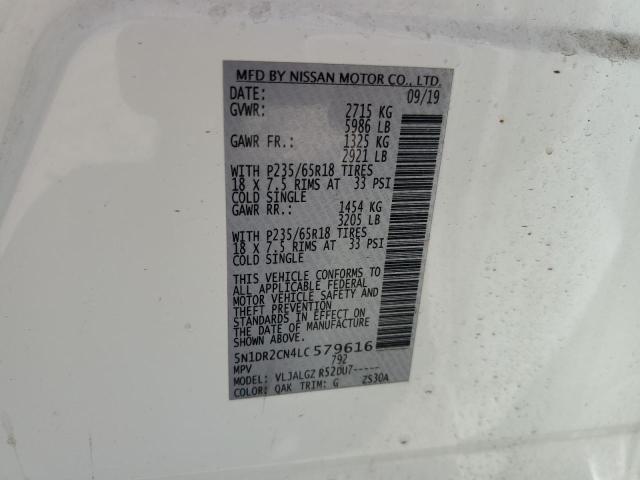 MFD BY NISSAN MOTOR CO., LTD.
DATE: 09/19
GVWR: 2715 KG
5986 LB
GAWR FR.: 1325 KG
2921 LB
WITH P235/65R18 TIRES
18 X 7.5 RIMS AT 33 PSI
COLD SINGLE
GAWR RR.: 1454 KG
3205 LB
WITH P235/65R18 TIRES
18 X 7.5 RIMS AT 33 PSI
COLD SINGLE
THIS VEHICLE CONFORMS TO
ALL APPLICABLE FEDERAL
MOTOR VEHICLE SAFETY AND
THEFT PREVENTION
STANDARDS IN EFFECT ON
THE DATE OF MANUFACTURE
SHOWN ABOVE.
5N1DR2CN4LC579616
MPV 792
MODEL: VLJALGZ R52DU7-----
COLOR: QAK TRIM: G ZS30A